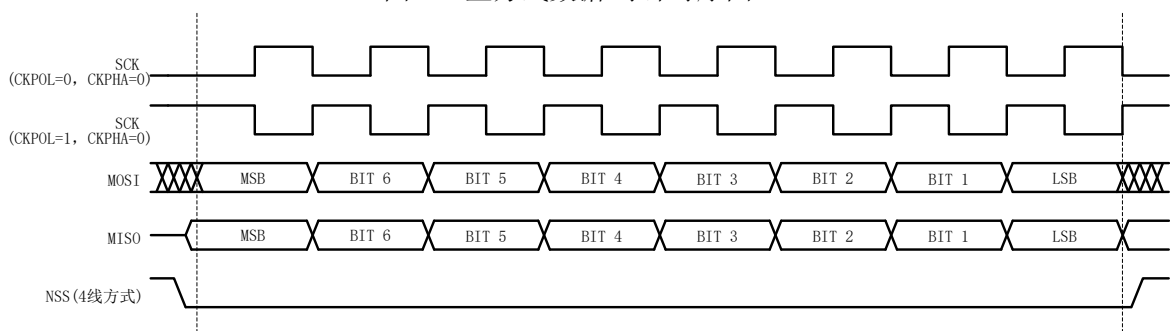 SCK
(CKPOL=0, CKPHA=0)
SCK
(CKPOL=1, CKPHA=0)
MOSI MSB BIT 6 BIT 5 BIT 4 BIT 3 BIT 2 BIT 1 LSB
MISO MSB BIT 6 BIT 5 BIT 4 BIT 3 BIT 2 BIT 1 LSB
NSS(4线方式)